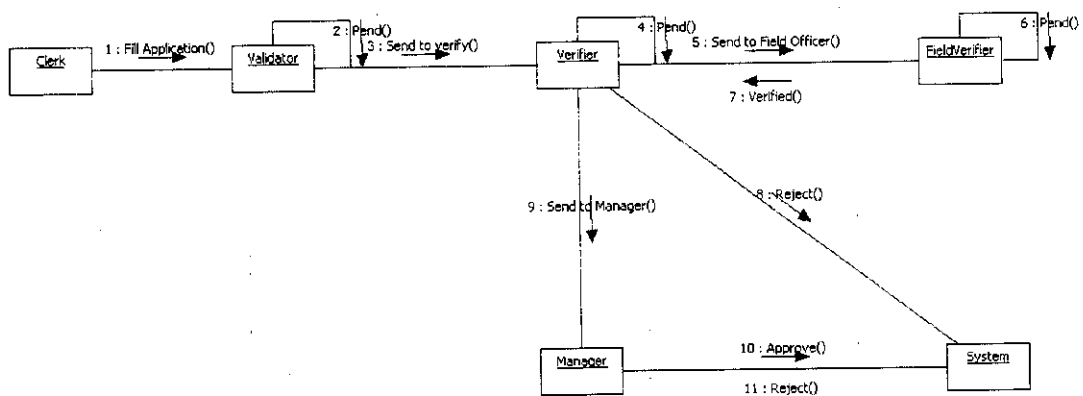 Clerk
1 : Fill Application()
Validator
2 : Pend()
3 : Send to verify()
Verifier
4 : Pend()
5 : Send to Field Officer()
FieldVerifier
6 : Pend()
7 : Verified()
8 : Reject()
9 : Send to Manager()
Manager
10 : Approve()
11 : Reject()
System